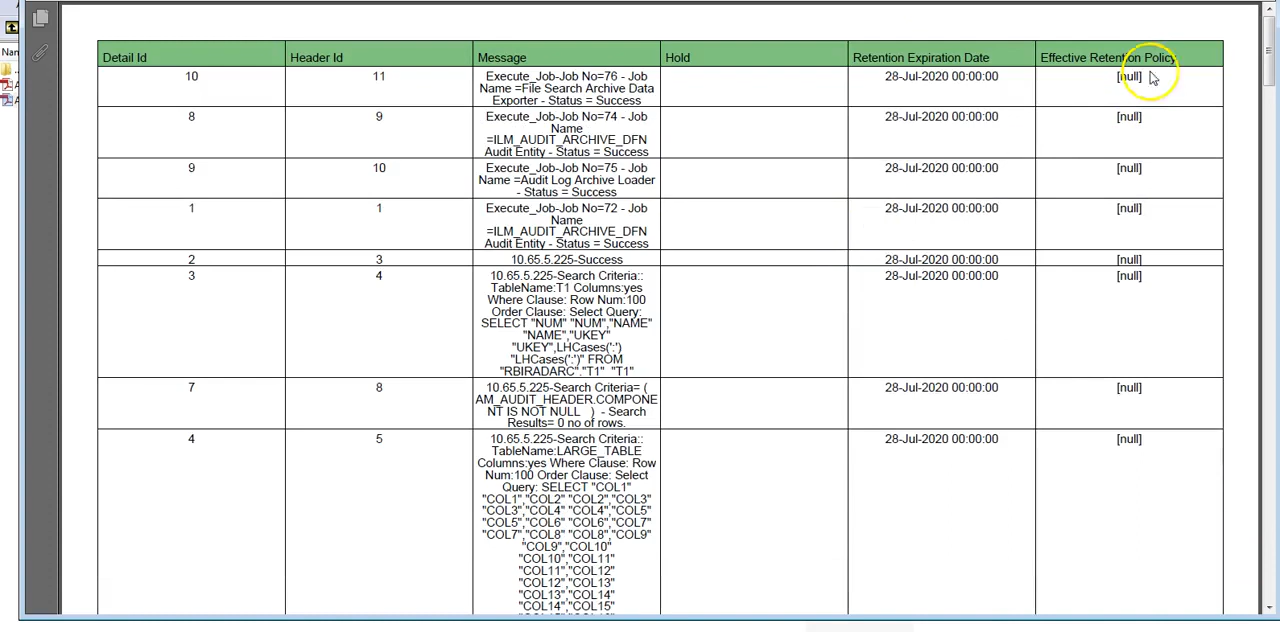 Nam
Detail Id
Header Id
Message
Hold
Retention Expiration Date
Effective Retention Policy
10
11
Execute_Job-Job No=76 - Job
Name =File Search Archive Data
Exporter - Status = Success
28-Jul-2020 00:00:00
[null]
8
9
Execute_Job-Job No=74 - Job
Name
=ILM_AUDIT_ARCHIVE_DFN
Audit Entity - Status = Success
28-Jul-2020 00:00:00
[null]
9
10
Execute_Job-Job No=75 - Job
Name =Audit Log Archive Loader
- Status = Success
28-Jul-2020 00:00:00
[null]
1
1
Execute_Job-Job No=72 - Job
Name
=ILM_AUDIT_ARCHIVE_DFN
Audit Entity - Status = Success
28-Jul-2020 00:00:00
[null]
2
3
10.65.5.225-Success
28-Jul-2020 00:00:00
[null]
3
4
10.65.5.225-Search Criteria::
TableName:T1 Columns:yes
Where Clause: Row Num:100
Order Clause: Select Query:
SELECT "NUM" "NUM","NAME"
"NAME","UKEY"
"UKEY",LHCases(':')
"LHCases(':')" FROM
"RBIRADARC"."T1" "T1"
28-Jul-2020 00:00:00
[null]
7
8
10.65.5.225-Search Criteria= (
AM_AUDIT_HEADER.COMPONE
NT IS NOT NULL ) - Search
Results= 0 no of rows.
28-Jul-2020 00:00:00
[null]
4
5
10.65.5.225-Search Criteria::
TableName:LARGE_TABLE
Columns:yes Where Clause: Row
Num:100 Order Clause: Select
Query: SELECT "COL1"
"COL1","COL2" "COL2","COL3"
"COL3","COL4" "COL4","COL5"
"COL5","COL6" "COL6","COL7"
"COL7","COL8" "COL8","COL9"
"COL9","COL10"
"COL10","COL11"
"COL11","COL12"
"COL12","COL13"
"COL13","COL14"
"COL14","COL15"
28-Jul-2020 00:00:00
[null]